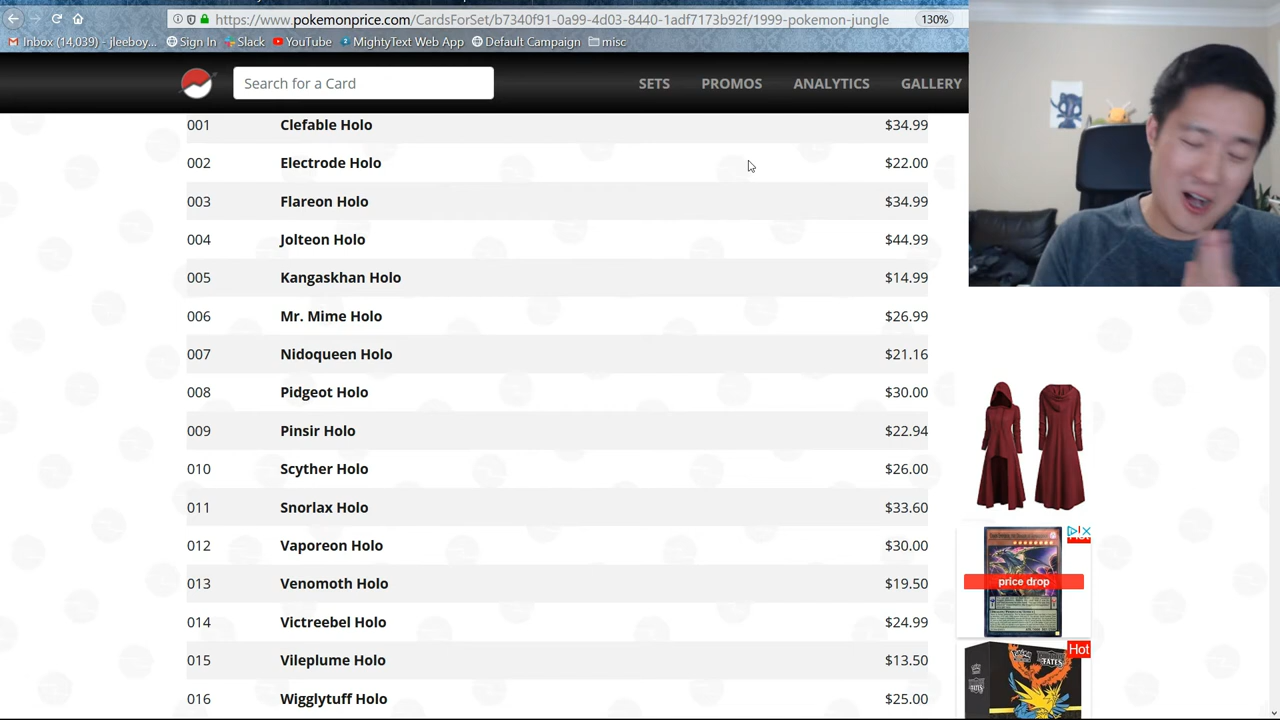 https://www.pokemonprice.com/CardsForSet/b7340f91-0a99-4d03-8440-1adf7173b92f/1999-pokemon-jungle 130%
Inbox (14,039) - jleeboy... Sign In Slack YouTube MightyText Web App Default Campaign misc
Search for a Card SETS PROMOS ANALYTICS GALLERY
001 Clefable Holo $34.99
002 Electrode Holo $22.00
003 Flareon Holo $34.99
004 Jolteon Holo $44.99
005 Kangaskhan Holo $14.99
006 Mr. Mime Holo $26.99
007 Nidoqueen Holo $21.16
008 Pidgeot Holo $30.00
009 Pinsir Holo $22.94
010 Scyther Holo $26.00
011 Snorlax Holo $33.60
012 Vaporeon Holo $30.00
013 Venomoth Holo $19.50
014 Victreebel Holo $24.99
015 Vileplume Holo $13.50
016 Wigglytuff Holo $25.00
price drop
Hot
FATES